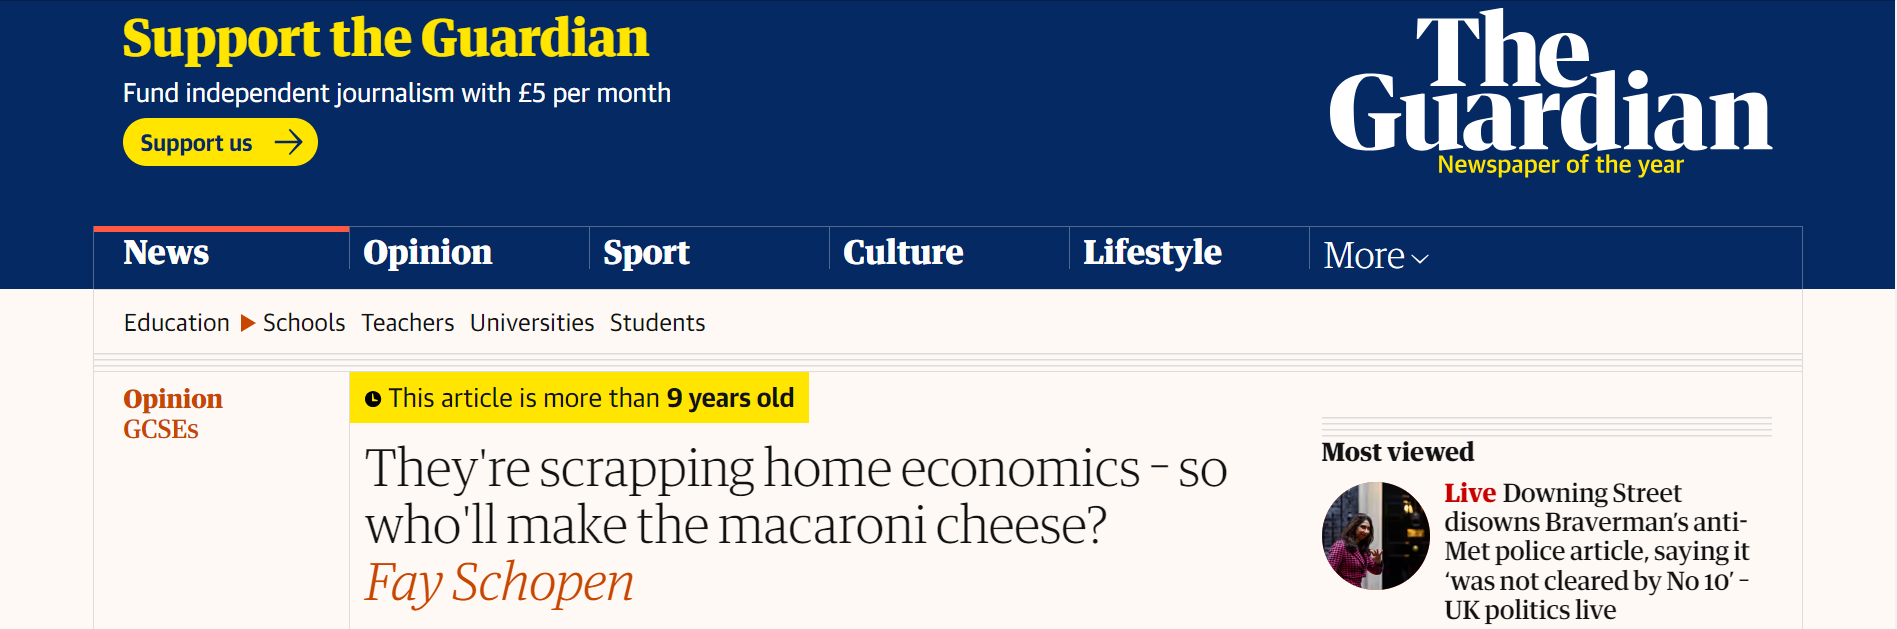 Support the Guardian
Fund independent journalism with £5 per month
Support us
The
Guardian
Newspaper of the year
News
Opinion
Sport
Culture
Lifestyle
More
Education
Schools
Teachers
Universities
Students
Opinion
GCSEs
This article is more than 9 years old
They're scrapping home economics – so
who'll make the macaroni cheese?
Fay Schopen
Most viewed
Live Downing Street
disowns Braverman’s anti-
Met police article, saying it
‘was not cleared by No 10’ –
UK politics live